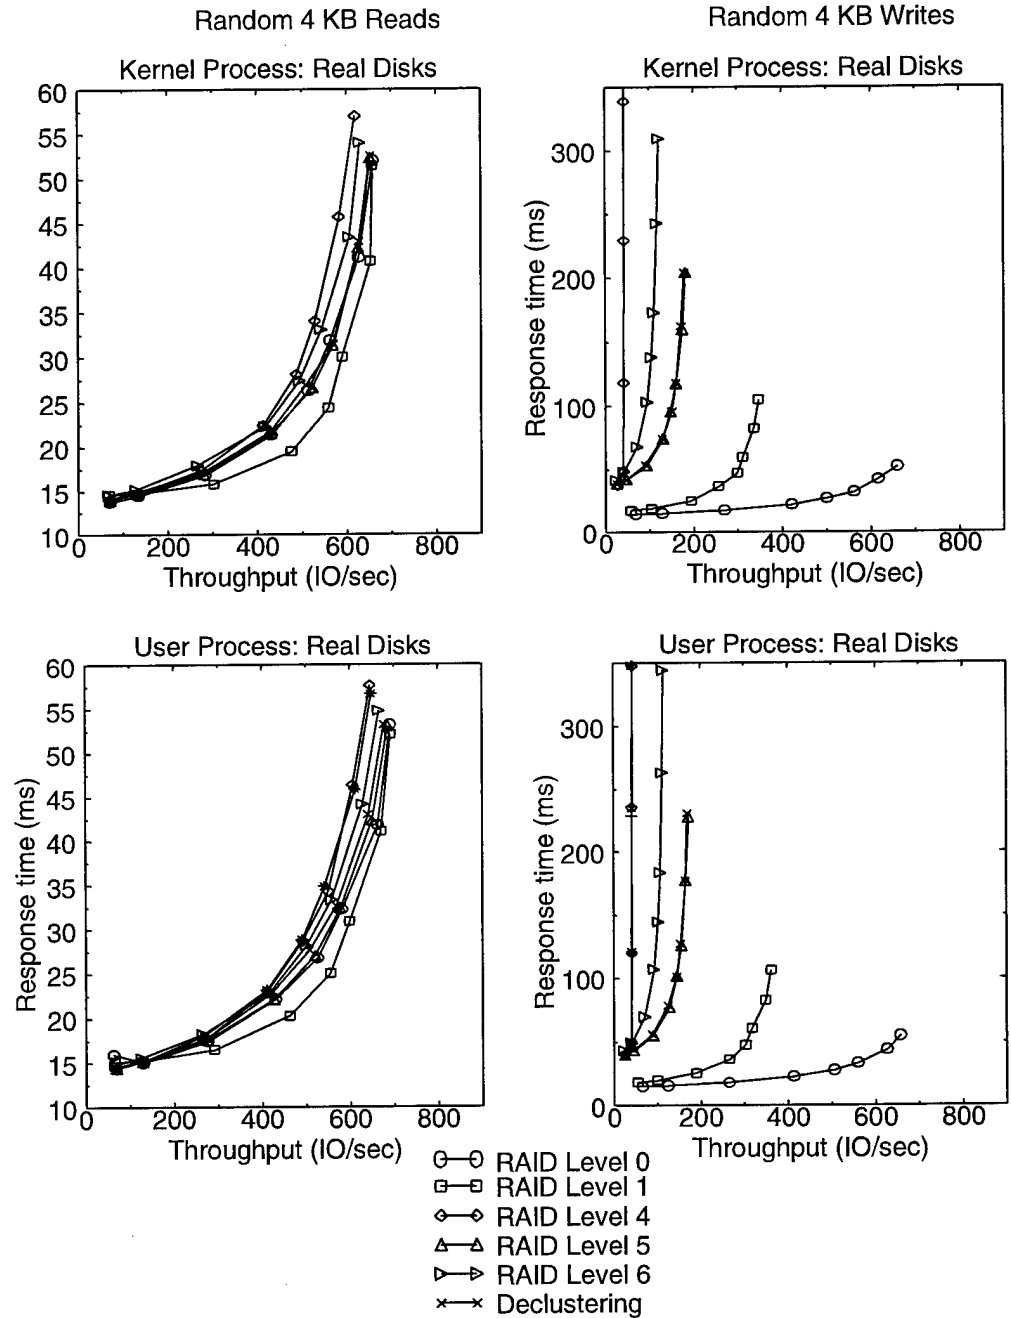 Random 4 KB Reads
Random 4 KB Writes
Kernel Process: Real Disks
60
55
50
45
40
35
30
25
20
15
10
0 200 400 600 800
Throughput (IO/sec)
Kernel Process: Real Disks
Response time (ms)
300
200
100
0
0 200 400 600 800
Throughput (IO/sec)
User Process: Real Disks
Response time (ms)
60
55
50
45
40
35
30
25
20
15
10
0 200 400 600 800
Throughput (IO/sec)
User Process: Real Disks
Response time (ms)
300
200
100
0
0 200 400 600 800
Throughput (IO/sec)
RAID Level 0
RAID Level 1
RAID Level 4
RAID Level 5
RAID Level 6
Declustering